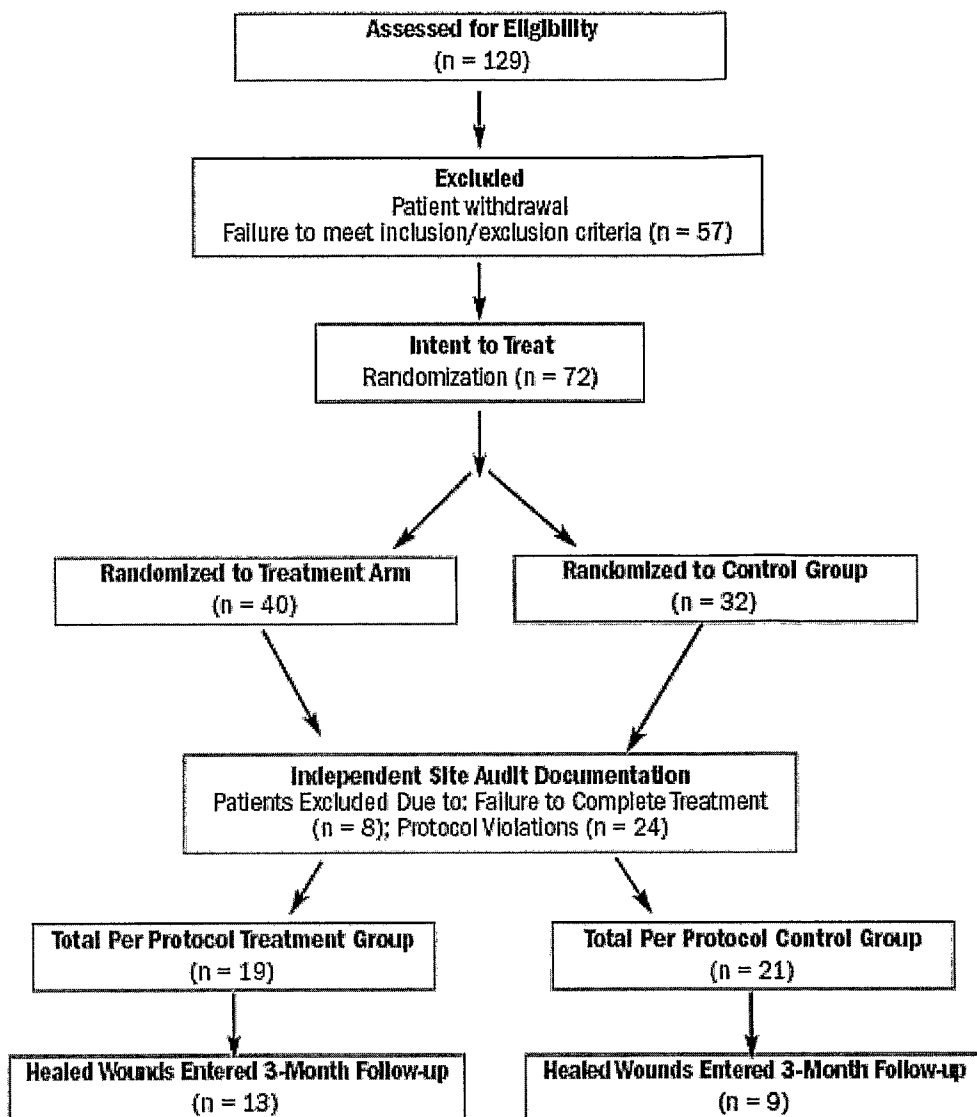 Assessed for Eligibility
(n = 129)
Excluded
Patient withdrawal
Failure to meet inclusion/exclusion criteria (n = 57)
Intent to Treat
Randomization (n = 72)
Randomized to Treatment Arm
(n = 40)
Randomized to Control Group
(n = 32)
Independent Site Audit Documentation
Patients Excluded Due to: Failure to Complete Treatment
(n = 8); Protocol Violations (n = 24)
Total Per Protocol Treatment Group
(n = 19)
Total Per Protocol Control Group
(n = 21)
Healed Wounds Entered 3-Month Follow-up
(n = 13)
Healed Wounds Entered 3-Month Follow-up
(n = 9)